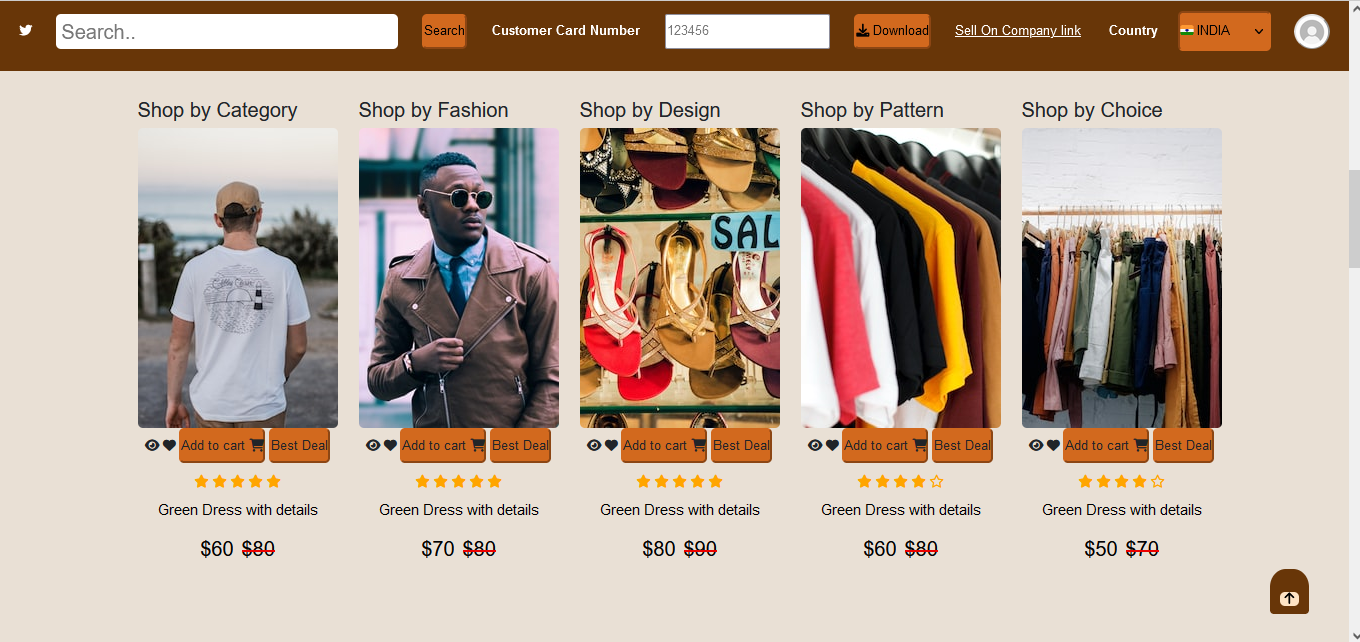 Search..
Search
Customer Card Number
123456
Download
Sell On Company link
Country
INDIA
Shop by Category
Shop by Fashion
Shop by Design
Shop by Pattern
Shop by Choice
SAL
Add to cart
Best Deal
Add to cart
Best Deal
Add to cart
Best Deal
Add to cart
Best Deal
Add to cart
Best Deal
Green Dress with details
Green Dress with details
Green Dress with details
Green Dress with details
Green Dress with details
$60 $80
$70 $80
$80 $90
$60 $80
$50 $70